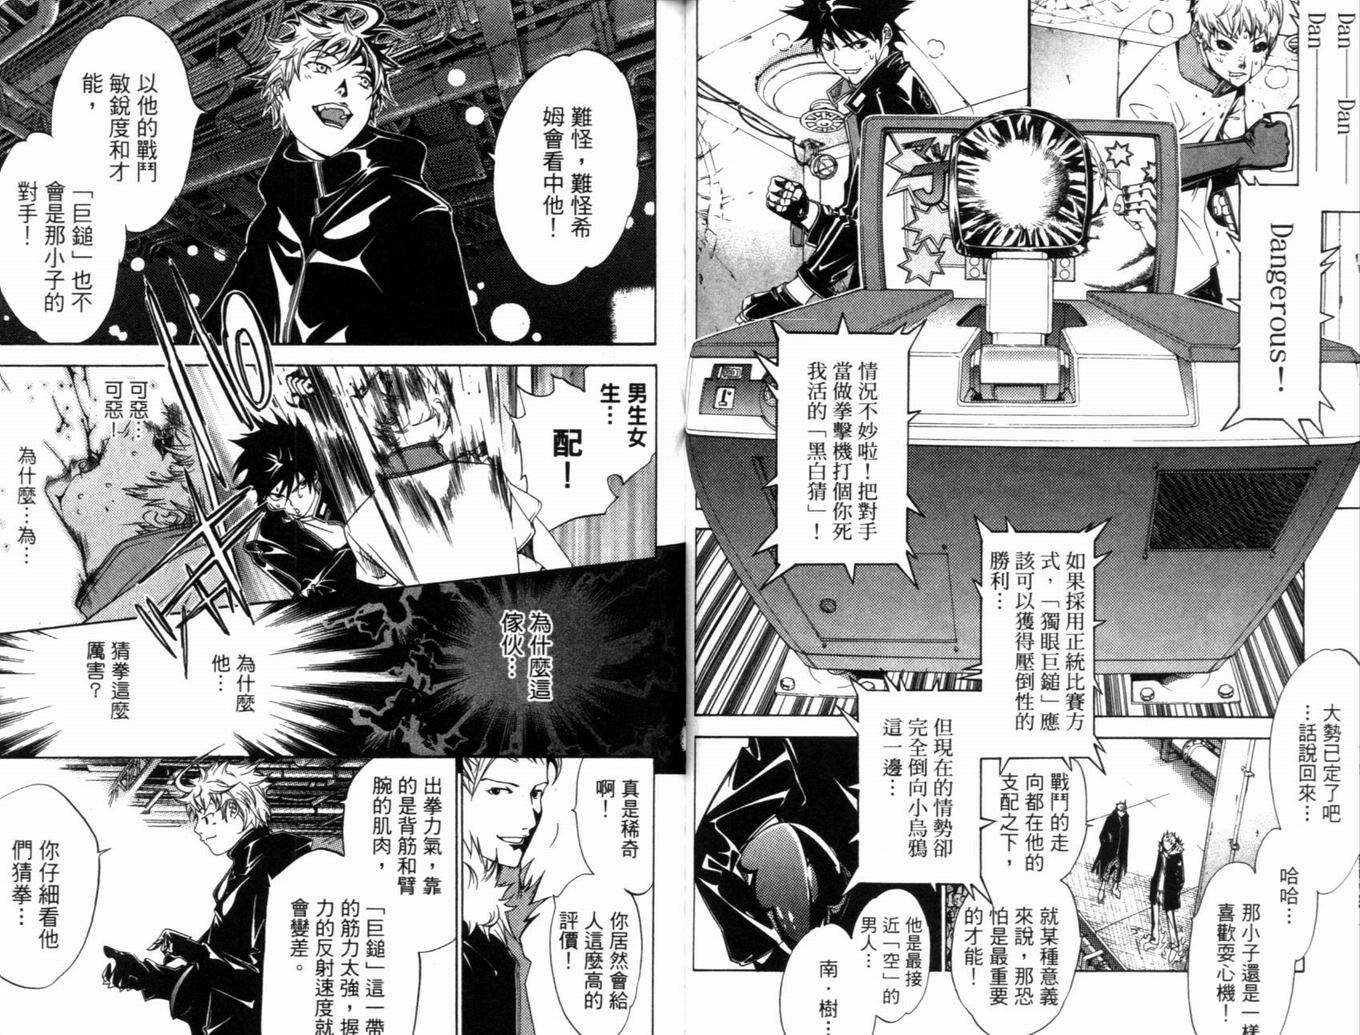 Dan
Dan
Dan
Dan
Dangerous!
情況不妙啦!把對手
當做拳擊機打個你死
我活的「黑白猜」!
如果採用正統比賽方
式,「獨眼巨鎚」應
該可以獲得壓倒性的
勝利…
但現在的情勢卻
完全倒向小烏鴉
這一邊…
大勢已定了吧
…話說回來…
哈哈…
那小子還是一樣
喜歡耍心機!
戰鬥的走
向都在他的
支配之下,
就某種意義
來說,那恐
怕是最重要
的才能!
他是最接
近「空」的
男人…
南·樹…
難怪,難怪希
姆會看中他!
以他的戰鬥
敏銳度和才
能,
「巨鎚」也不
會是那小子的
對手!
男生女
生…
配!
可惡…
可惡!
為什麼…為…
為什麼這
傢伙…
為什麼
他…
猜拳這麼
厲害?
真是稀奇
啊!
你居然會給
人這麼高的
評價!
出拳力氣,靠
的是背筋和臂
腕的肌肉,
「巨鎚」這一帶
的筋力太強,握
力的反射速度就
會變差。
你仔細看他
們猜拳…